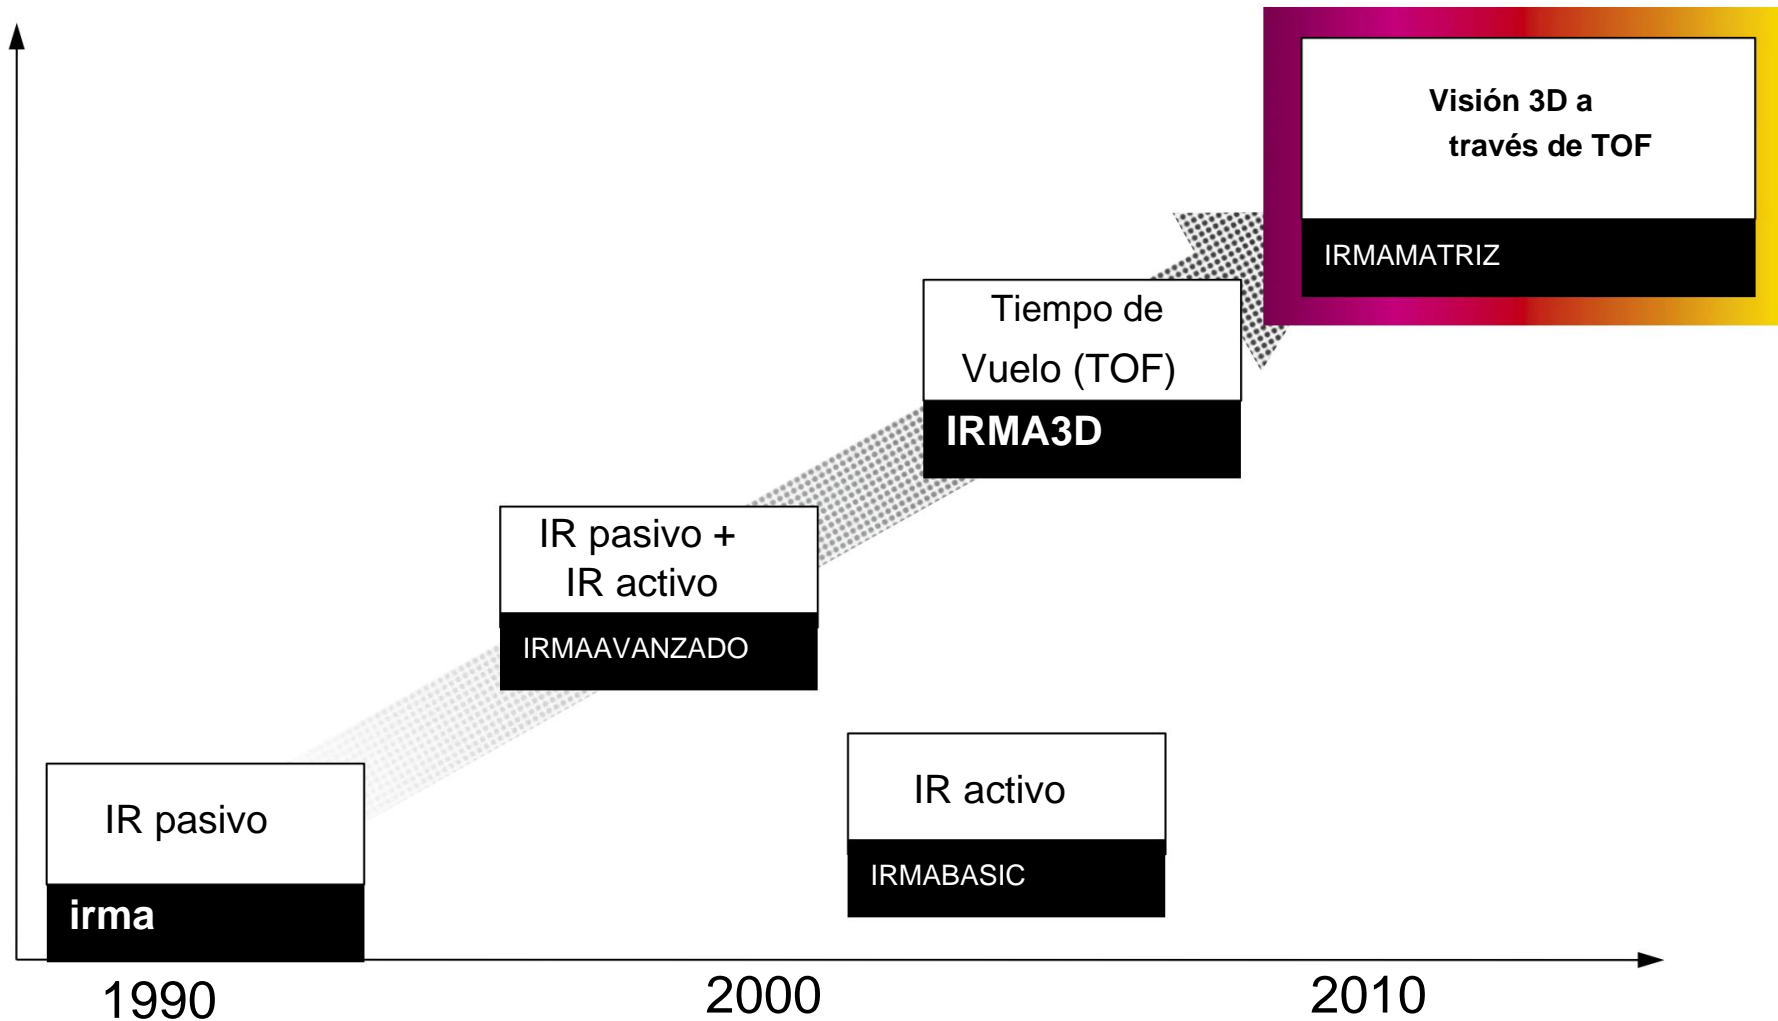 Visión 3D a
través de TOF
IRMAMATRIZ
Tiempo de
Vuelo (TOF)
IRMA3D
IR pasivo +
IR activo
IRMAAVANZADO
IR activo
IRMABASIC
IR pasivo
irma
1990
2000
2010